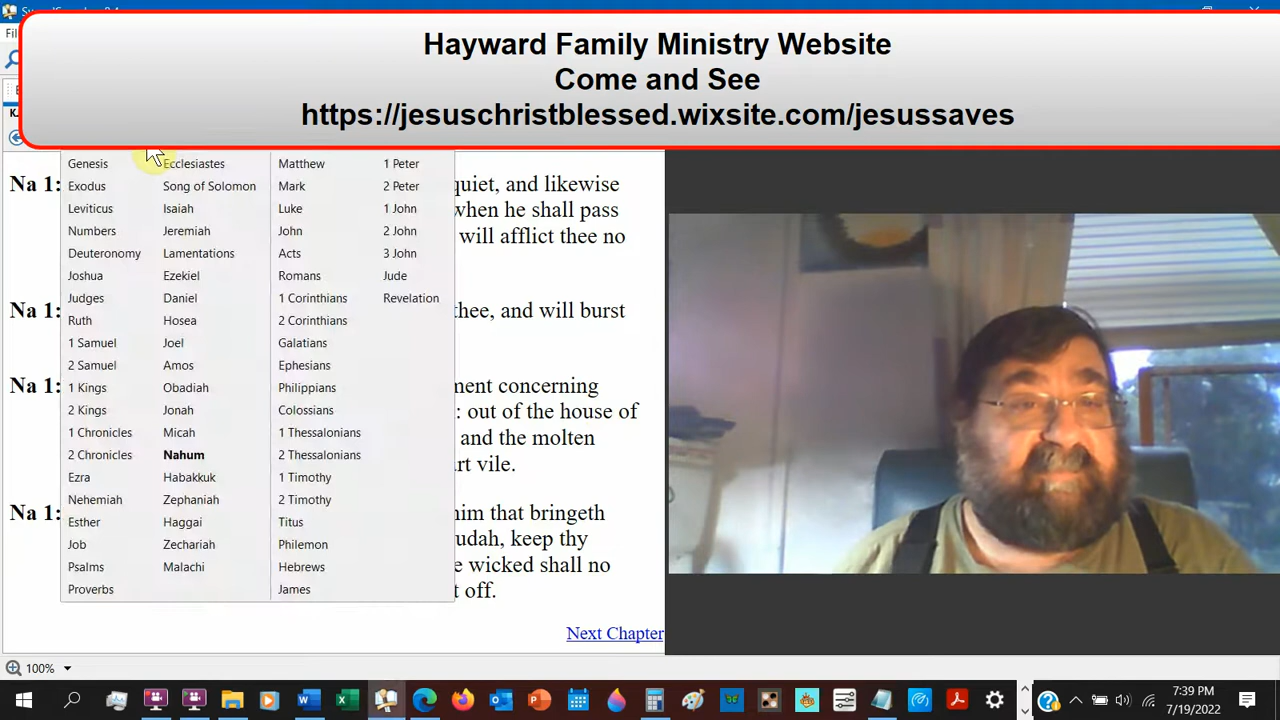 Hayward Family Ministry Website
Come and See
https://jesuschristblessed.wixsite.com/jesussaves
Fil
Genesis Ecclesiastes Matthew 1 Peter
Exodus Song of Solomon Mark 2 Peter
Leviticus Isaiah Luke 1 John
Numbers Jeremiah John 2 John
Deuteronomy Lamentations Acts 3 John
Joshua Ezekiel Romans Jude
Judges Daniel 1 Corinthians Revelation
Ruth Hosea 2 Corinthians
1 Samuel Joel Galatians
2 Samuel Amos Ephesians
1 Kings Obadiah Philippians
2 Kings Jonah Colossians
1 Chronicles Micah 1 Thessalonians
2 Chronicles Nahum 2 Thessalonians
Ezra Habakkuk 1 Timothy
Nehemiah Zephaniah 2 Timothy
Esther Haggai Titus
Job Zechariah Philemon
Psalms Malachi Hebrews
Proverbs James
Na 1: quiet, and likewise
when he shall pass
will afflict thee no
Na 1: thee, and will burst
Na 1: ment concerning
: out of the house of
and the molten
rt vile.
Na 1: him that bringeth
udah, keep thy
e wicked shall no
t off.
Next Chapter
100%
7:39 PM
7/19/2022